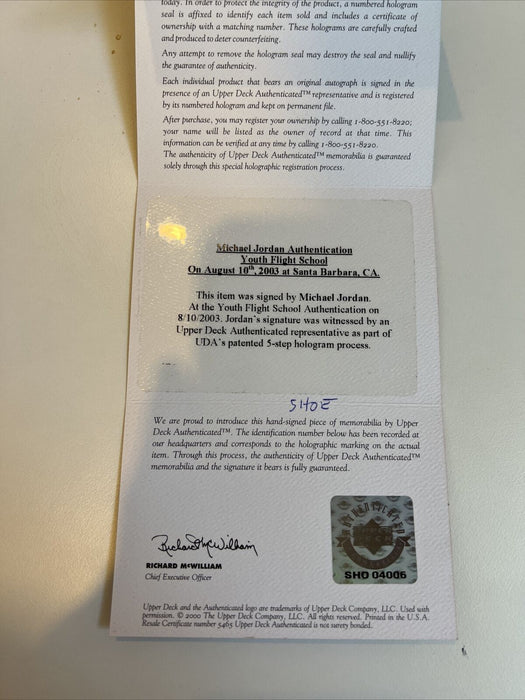 today. In order to protect the integrity of the product, a numbered hologram
seal is affixed to identify each item sold and includes a certificate of
ownership with a matching number. These holograms are carefully crafted
and produced to deter counterfeiting.
Any attempt to remove the hologram seal may destroy the seal and nullify
the guarantee of authenticity.
Each individual product that bears an original autograph is signed in the
presence of an Upper Deck Authenticated™ representative and is registered
by its numbered hologram and kept on permanent file.
After purchase, you may register your ownership by calling 1-800-551-8220;
your name will be listed as the owner of record at that time. This
information can be verified at any time by calling 1-800-551-8220.
The authenticity of Upper Deck Authenticated™ memorabilia is guaranteed
solely through this special holographic registration process.
Michael Jordan Authentication
Youth Flight School
On August 10th, 2003 at Santa Barbara, CA.
This item was signed by Michael Jordan.
At the Youth Flight School Authentication on
8/10/2003. Jordan's signature was witnessed by an
Upper Deck Authenticated representative as part of
UDA's patented 5-step hologram process.
SHOE
We are proud to introduce this hand-signed piece of memorabilia by Upper
Deck Authenticated™. The identification number below has been recorded at
our headquarters and corresponds to the holographic marking on the actual
item. Through this process, the authenticity of Upper Deck Authenticated™
memorabilia and the signature it bears is fully guaranteed.
Richard McWilliam
RICHARD McWILLIAM
Chief Executive Officer
AUTHENTICATED
UPPER DECK
SHO 04006
Upper Deck and the Authenticated logo are trademarks of Upper Deck Company, LLC. Used with
permission. © 2000 The Upper Deck Company, LLC. All rights reserved. Printed in the U.S.A.
Resale Certificate number 5465 Upper Deck Authenticated is not surety bonded.